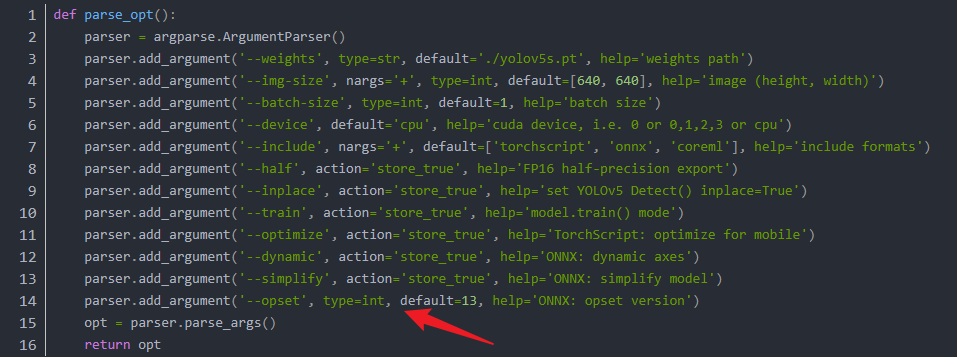 1 def parse_opt():
2     parser = argparse.ArgumentParser()
3     parser.add_argument('--weights', type=str, default='./yolov5s.pt', help='weights path')
4     parser.add_argument('--img-size', nargs='+', type=int, default=[640, 640], help='image (height, width)')
5     parser.add_argument('--batch-size', type=int, default=1, help='batch size')
6     parser.add_argument('--device', default='cpu', help='cuda device, i.e. 0 or 0,1,2,3 or cpu')
7     parser.add_argument('--include', nargs='+', default=['torchscript', 'onnx', 'coreml'], help='include formats')
8     parser.add_argument('--half', action='store_true', help='FP16 half-precision export')
9     parser.add_argument('--inplace', action='store_true', help='set YOLOv5 Detect() inplace=True')
10     parser.add_argument('--train', action='store_true', help='model.train() mode')
11     parser.add_argument('--optimize', action='store_true', help='TorchScript: optimize for mobile')
12     parser.add_argument('--dynamic', action='store_true', help='ONNX: dynamic axes')
13     parser.add_argument('--simplify', action='store_true', help='ONNX: simplify model')
14     parser.add_argument('--opset', type=int, default=13, help='ONNX: opset version')
15     opt = parser.parse_args()
16     return opt